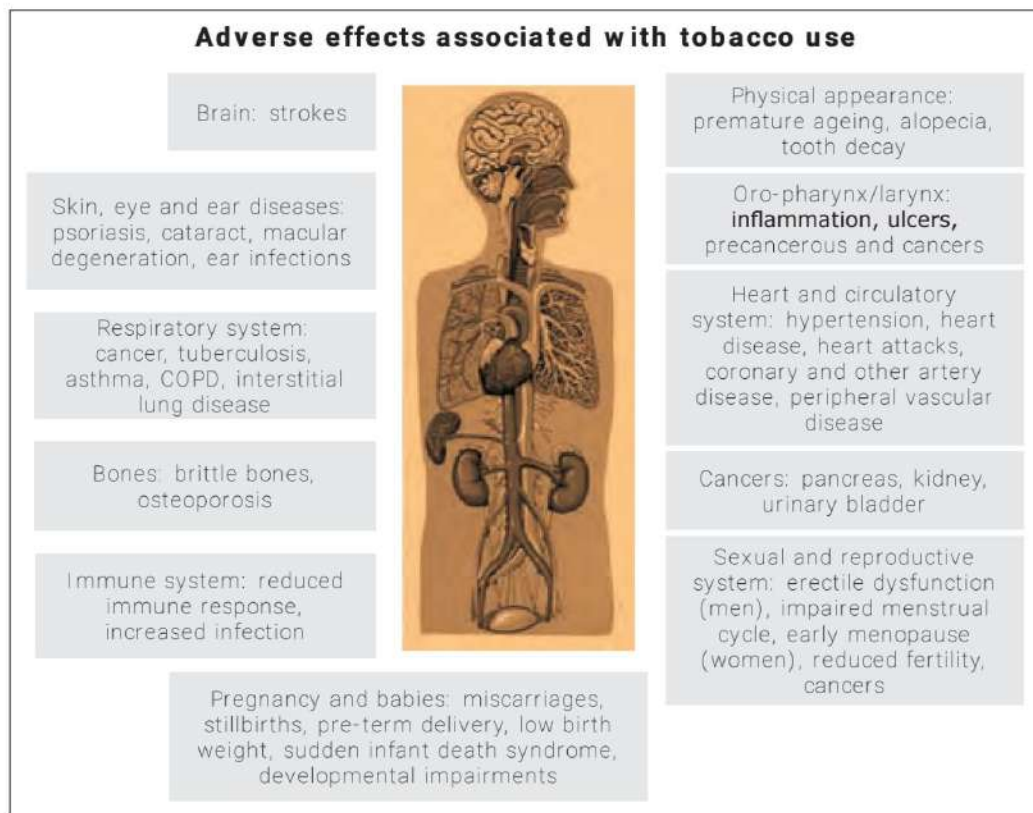 Adverse effects associated with tobacco use
Brain: strokes
Skin, eye and ear diseases:
psoriasis, cataract, macular
degeneration, ear infections
Respiratory system:
cancer, tuberculosis,
asthma, COPD, interstitial
lung disease
Bones: brittle bones,
osteoporosis
Immune system: reduced
immune response,
increased infection
Physical appearance:
premature ageing, alopecia,
tooth decay
Oro-pharynx/larynx:
inflammation, ulcers,
precancerous and cancers
Heart and circulatory
system: hypertension, heart
disease, heart attacks,
coronary and other artery
disease, peripheral vascular
disease
Cancers: pancreas, kidney,
urinary bladder
Sexual and reproductive
system: erectile dysfunction
(men), impaired menstrual
cycle, early menopause
(women), reduced fertility,
cancers
Pregnancy and babies: miscarriages,
stillbirths, pre-term delivery, low birth
weight, sudden infant death syndrome,
developmental impairments